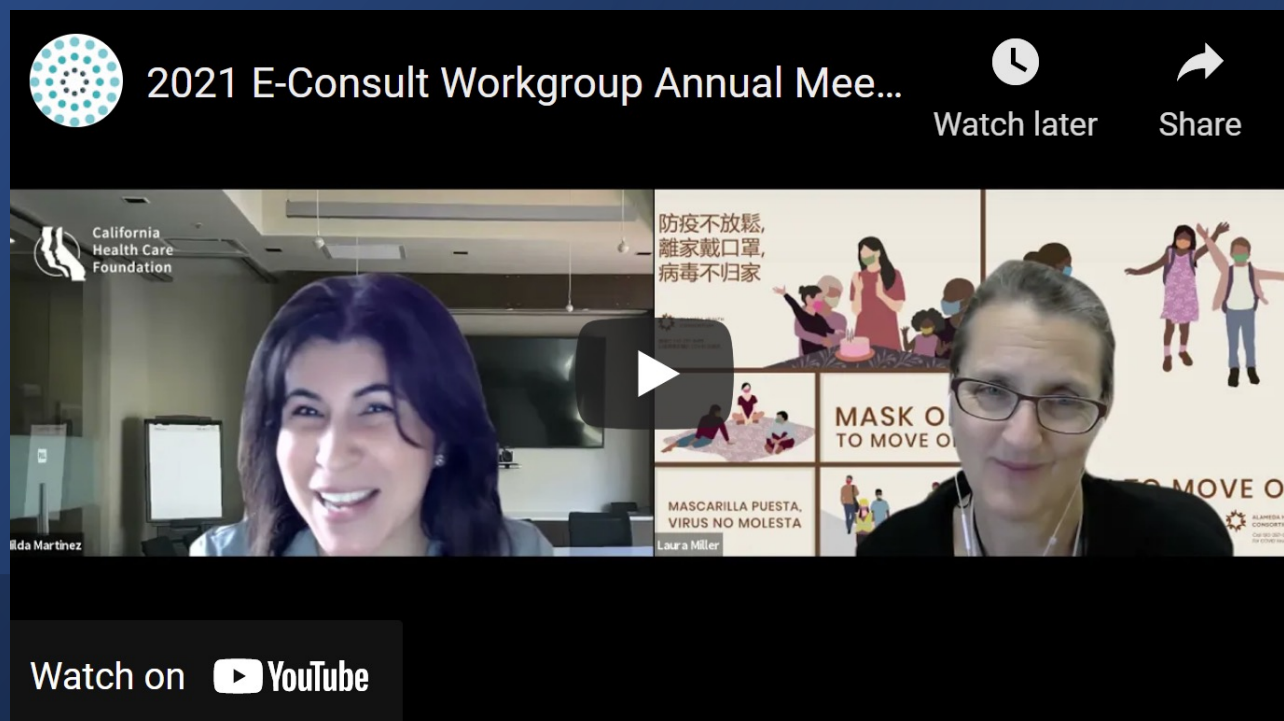 2021 E-Consult Workgroup Annual Mee...
Watch later
Share
California
Health Care
Foundation
ilda Martinez
防疫不放鬆,
離家戴口罩,
病毒不归家
MASK O
TO MOVE O
MASCARILLA PUESTA,
VIRUS NO MOLESTA
TO MOVE O
ALAMEDA H
CONSORT
Laura Miller
Watch on YouTube